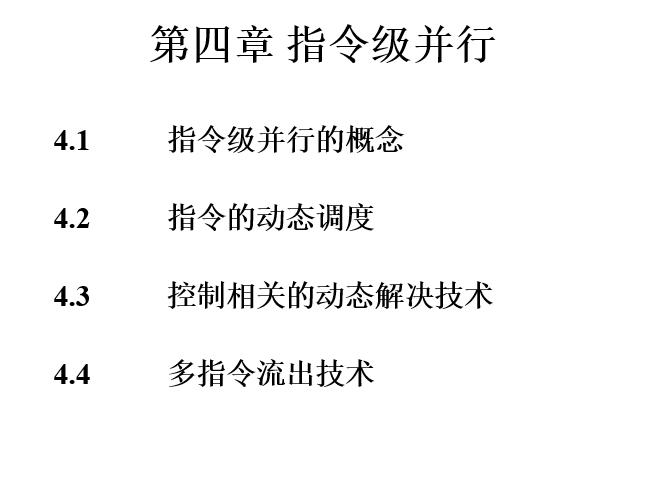 第四章 指令级并行
4.1 指令级并行的概念
4.2 指令的动态调度
4.3 控制相关的动态解决技术
4.4 多指令流出技术